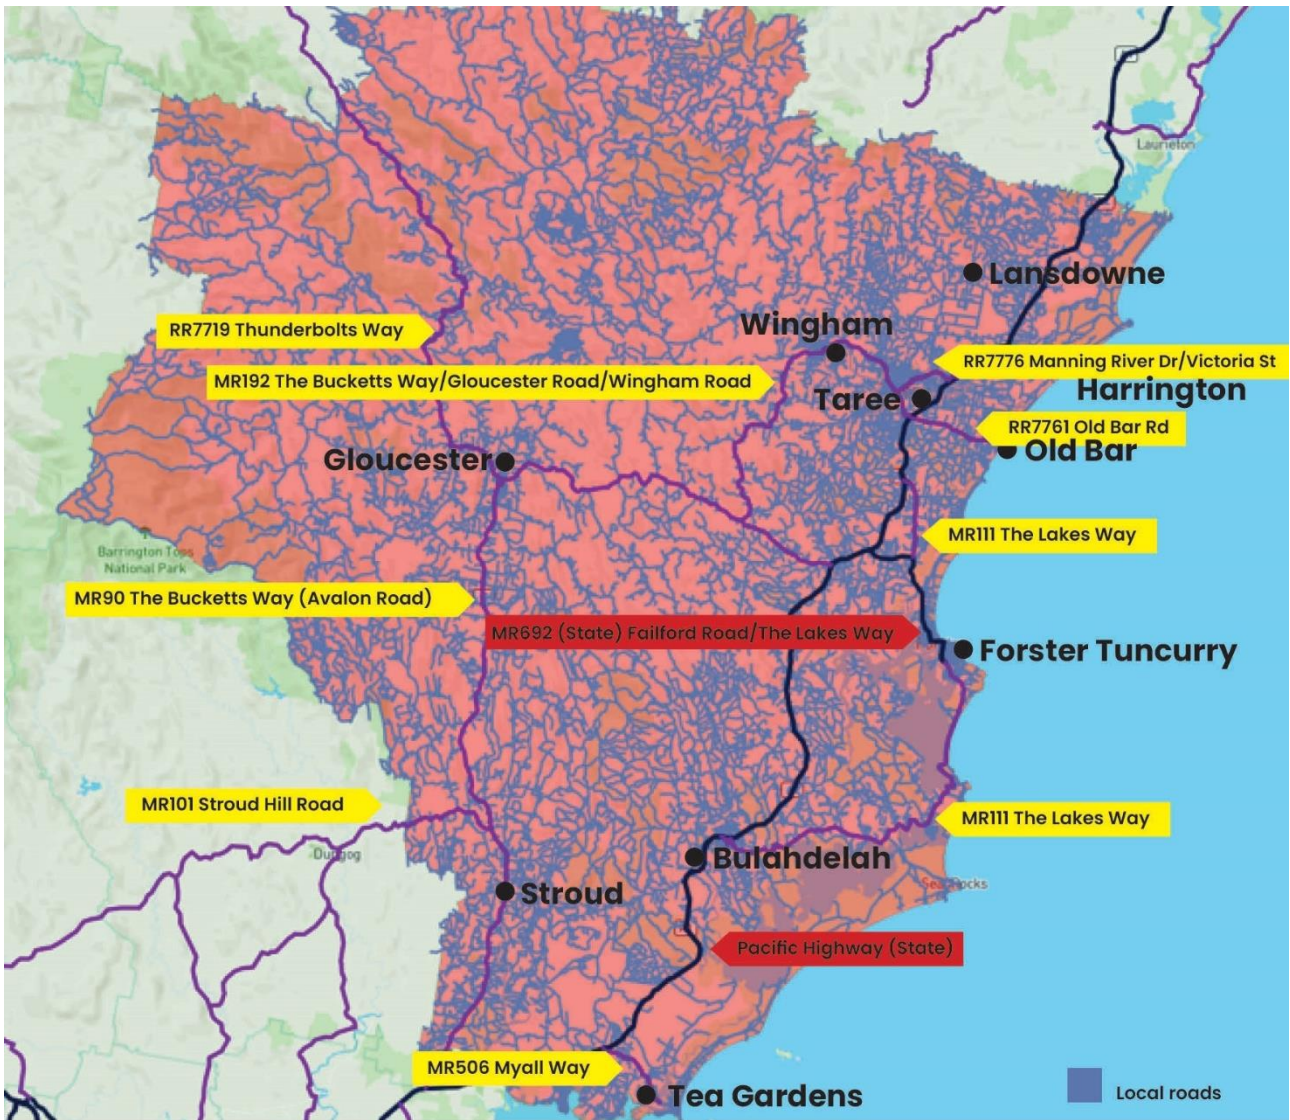 Laurieton
Lansdowne
RR7719 Thunderbolts Way
Wingham
RR7776 Manning River Dr/Victoria St
MR192 The Bucketts Way/Gloucester Road/Wingham Road
Harrington
Taree
RR7761 Old Bar Rd
Old Bar
Gloucester
MR111 The Lakes Way
Barrington Tops
National Park
MR90 The Bucketts Way (Avalon Road)
MR692 (State) Failford Road/The Lakes Way
Forster Tuncurry
MR101 Stroud Hill Road
MR111 The Lakes Way
Dungog
Bulahdelah
Seal Rocks
Stroud
Pacific Highway (State)
MR506 Myall Way
Tea Gardens
Local roads